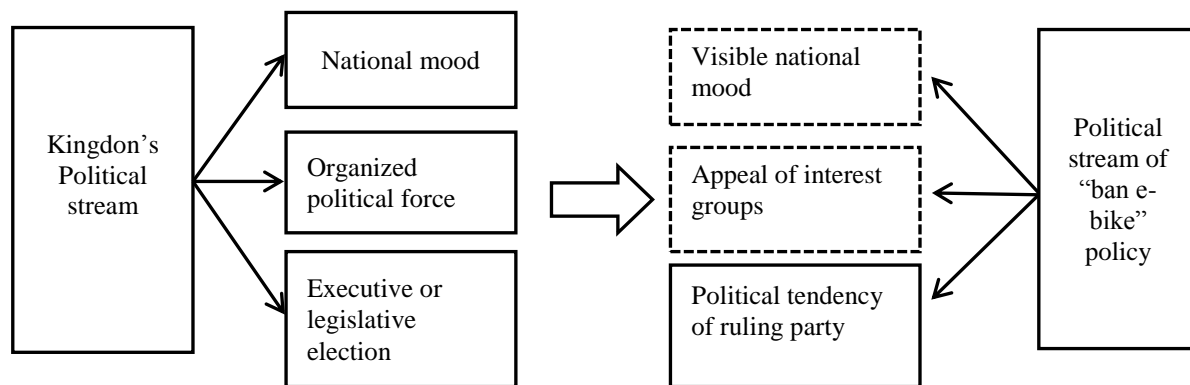 Kingdon’s
Political
stream
National mood
Organized
political force
Executive or
legislative
election
Visible national
mood
Appeal of interest
groups
Political tendency
of ruling party
Political
stream of
“ban e-
bike”
policy